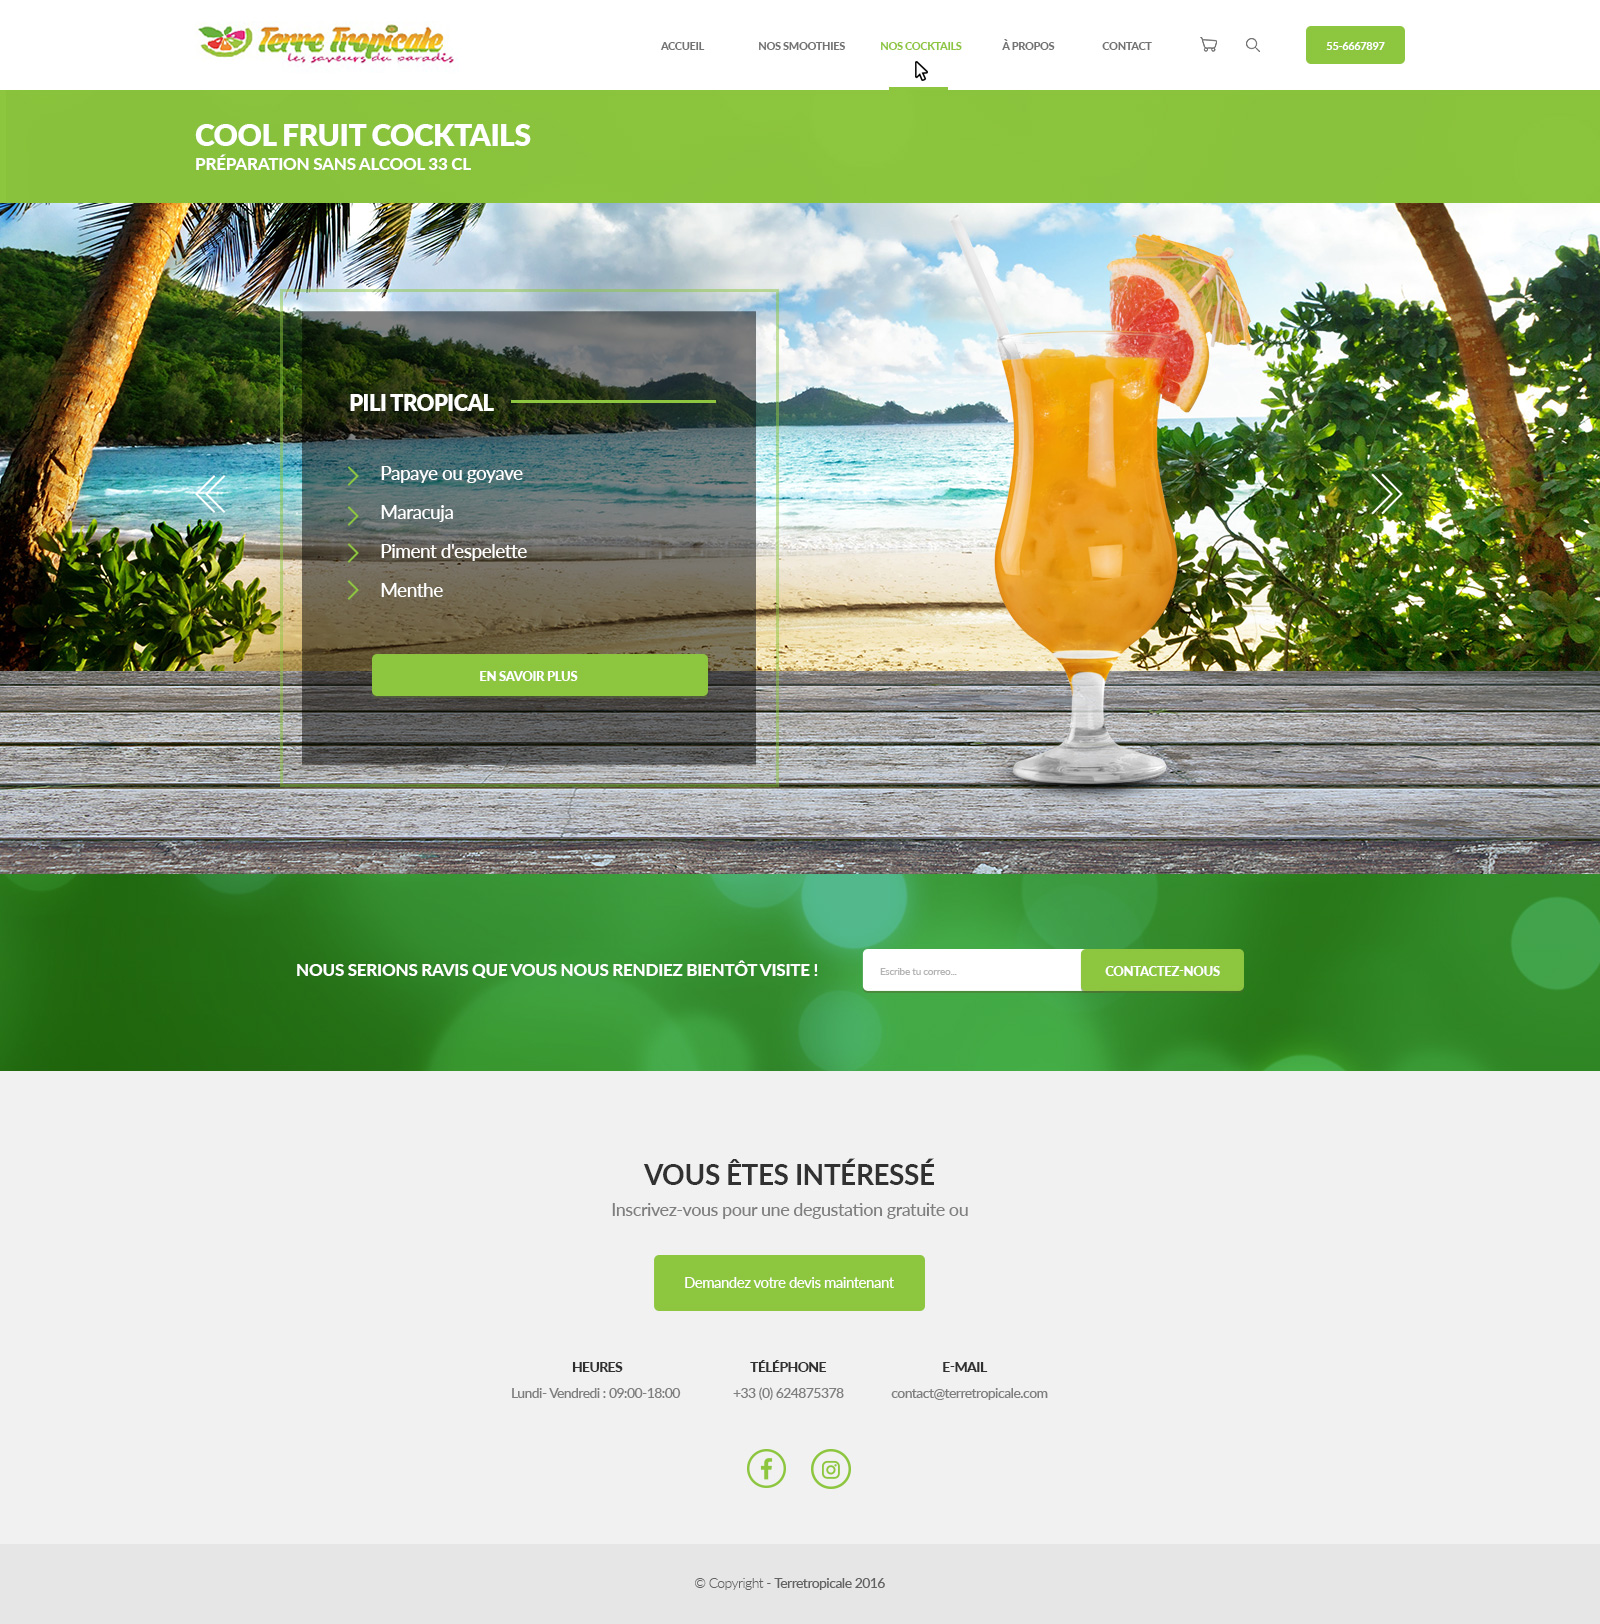 Terre Tropicale
les saveurs du paradis
ACCUEIL
NOS SMOOTHIES
NOS COCKTAILS
À PROPOS
CONTACT
55-6667897
COOL FRUIT COCKTAILS
PRÉPARATION SANS ALCOOL 33 CL
PILI TROPICAL
Papaye ou goyave
Maracuja
Piment d'espelette
Menthe
EN SAVOIR PLUS
NOUS SERIONS RAVIS QUE VOUS NOUS RENDIEZ BIENTÔT VISITE !
Escribe tu correo...
CONTACTEZ-NOUS
VOUS ÊTES INTÉRESSÉ
Inscrivez-vous pour une degustation gratuite ou
Demandez votre devis maintenant
HEURES
Lundi- Vendredi : 09:00-18:00
TÉLÉPHONE
+33 (0) 624875378
E-MAIL
contact@terretropicale.com
© Copyright - Terretropicale 2016